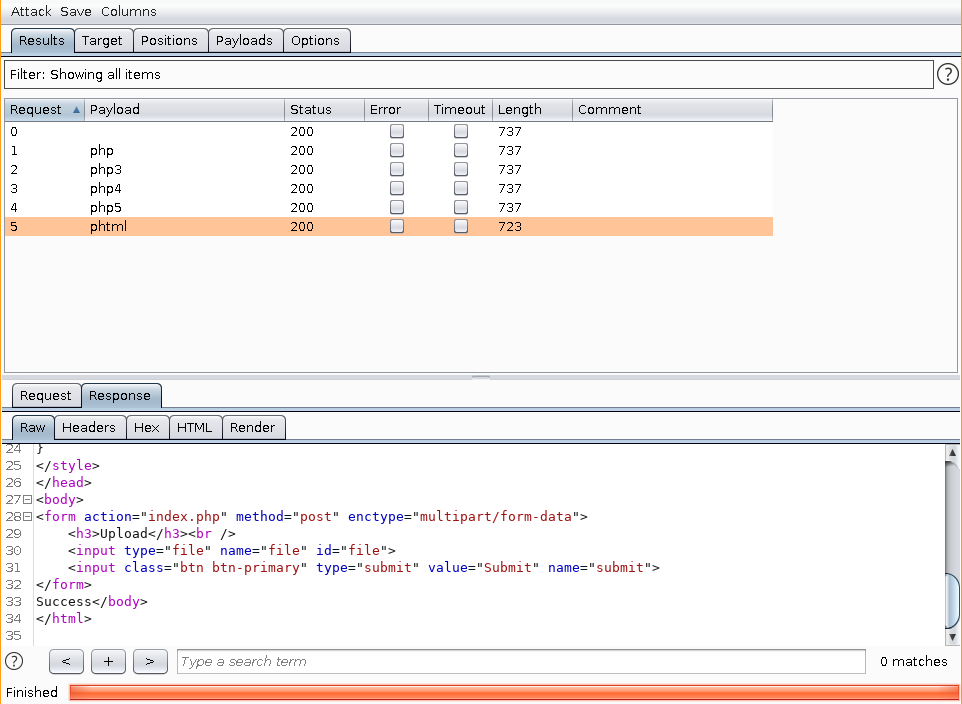 Attack Save Columns
Results Target Positions Payloads Options
Filter: Showing all items ?
Request Payload Status Error Timeout Length Comment
0 200 737
1 php 200 737
2 php3 200 737
3 php4 200 737
4 php5 200 737
5 phtml 200 723
Request Response
Raw Headers Hex HTML Render
24 }
25 </style>
26 </head>
27 <body>
28 <form action="index.php" method="post" enctype="multipart/form-data">
29 <h3>Upload</h3><br />
30 <input type="file" name="file" id="file">
31 <input class="btn btn-primary" type="submit" value="Submit" name="submit">
32 </form>
33 Success</body>
34 </html>
35
? < + > Type a search term 0 matches
Finished